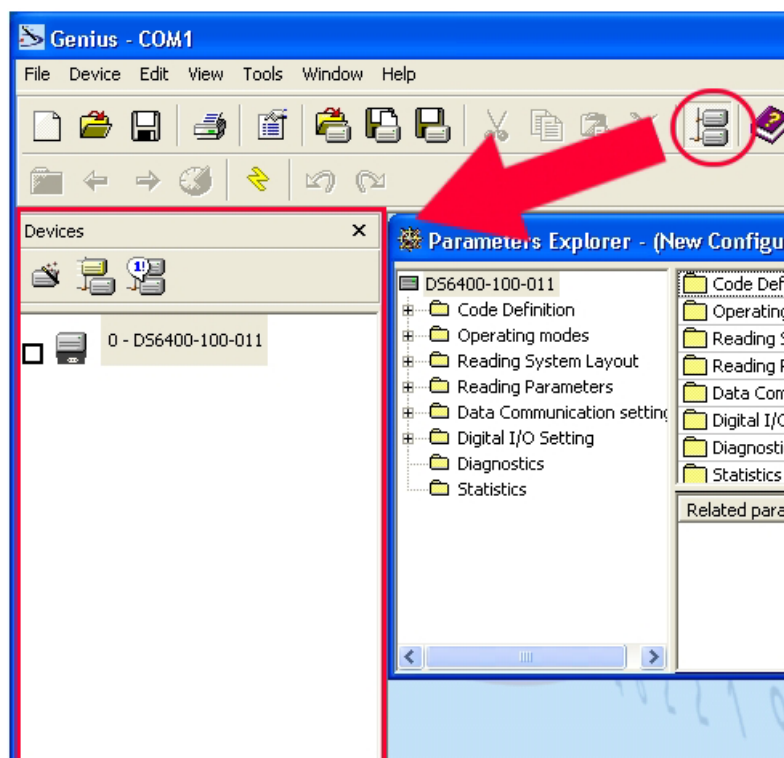 Genius - COM1
File Device Edit View Tools Window Help
Devices
0 - DS6400-100-011
Parameters Explorer - (New Configu
DS6400-100-011
Code Definition
Operating modes
Reading System Layout
Reading Parameters
Data Communication setting
Digital I/O Setting
Diagnostics
Statistics
Code Def
Operating
Reading S
Reading P
Data Com
Digital I/O
Diagnosti
Statistics
Related para